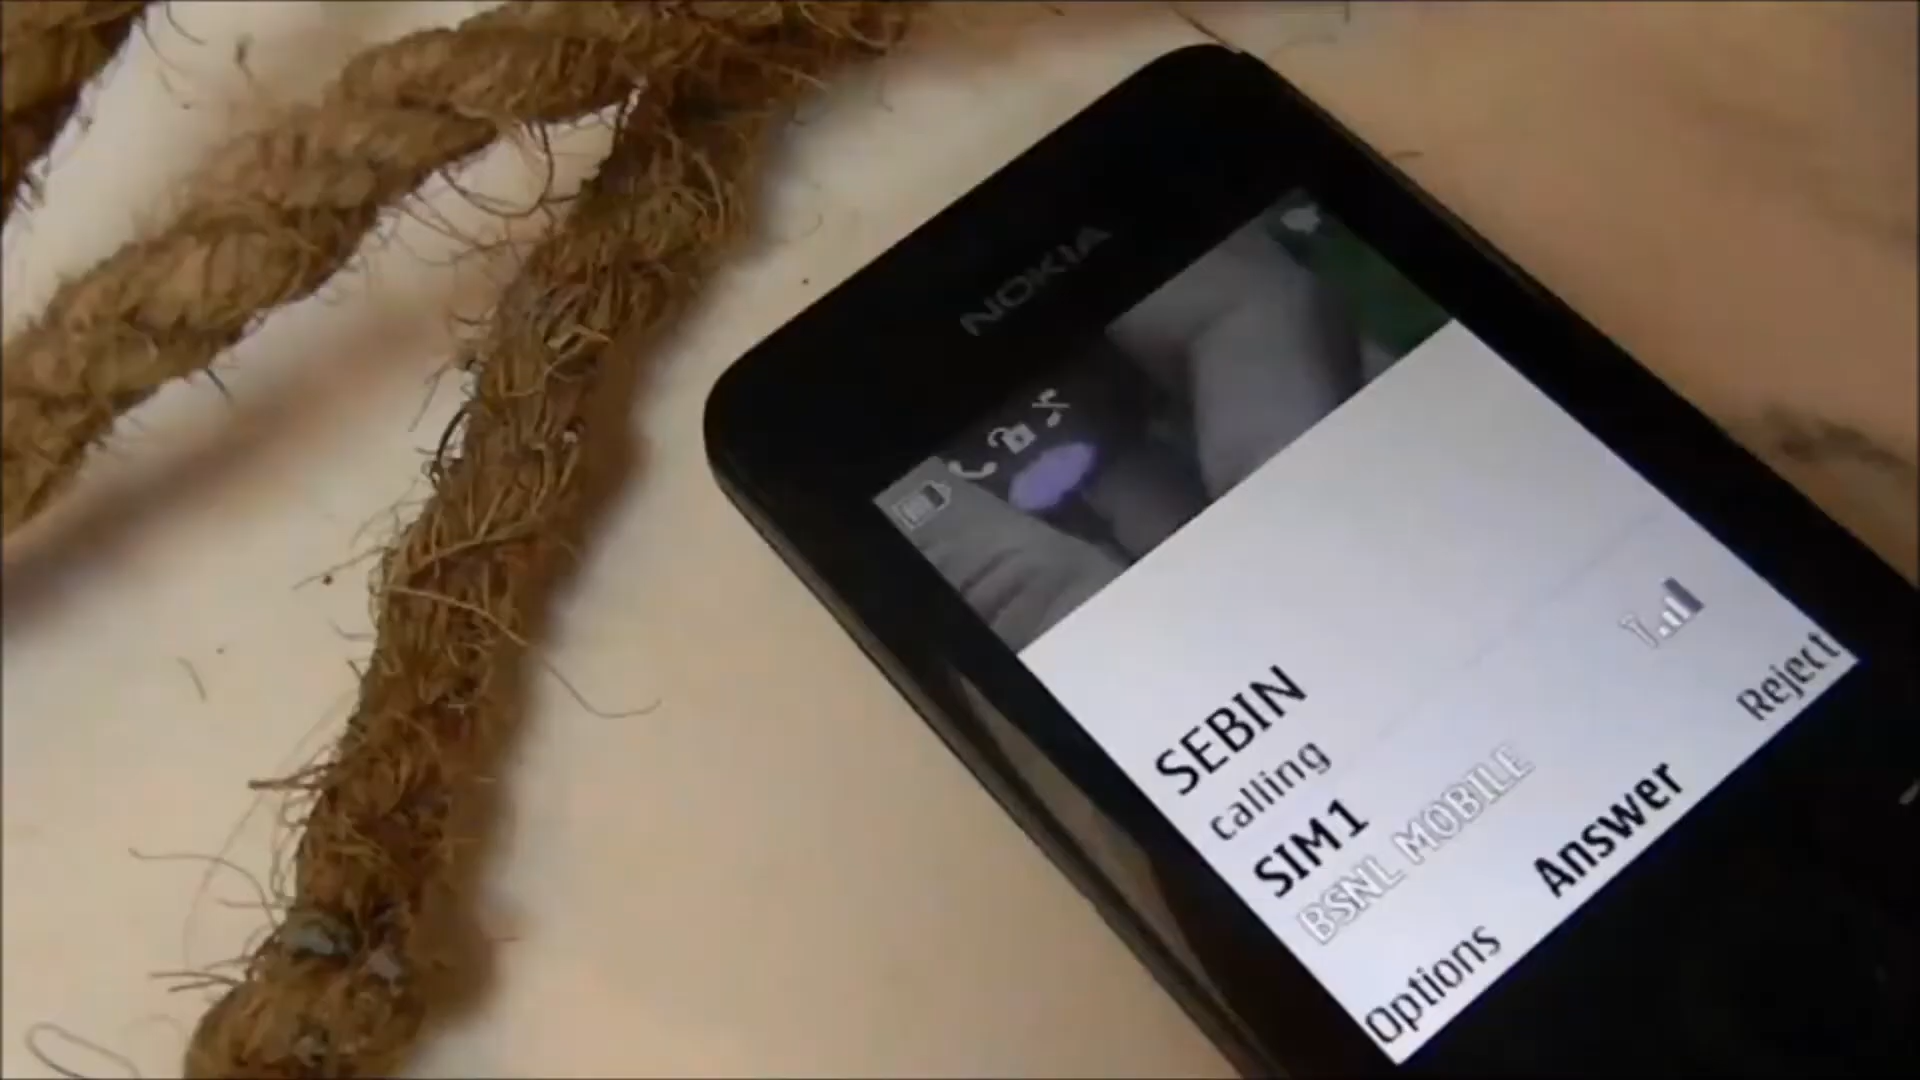 NOKIA
SEBIN
calling
SIM1
BSNL MOBILE
Options
Answer
Reject